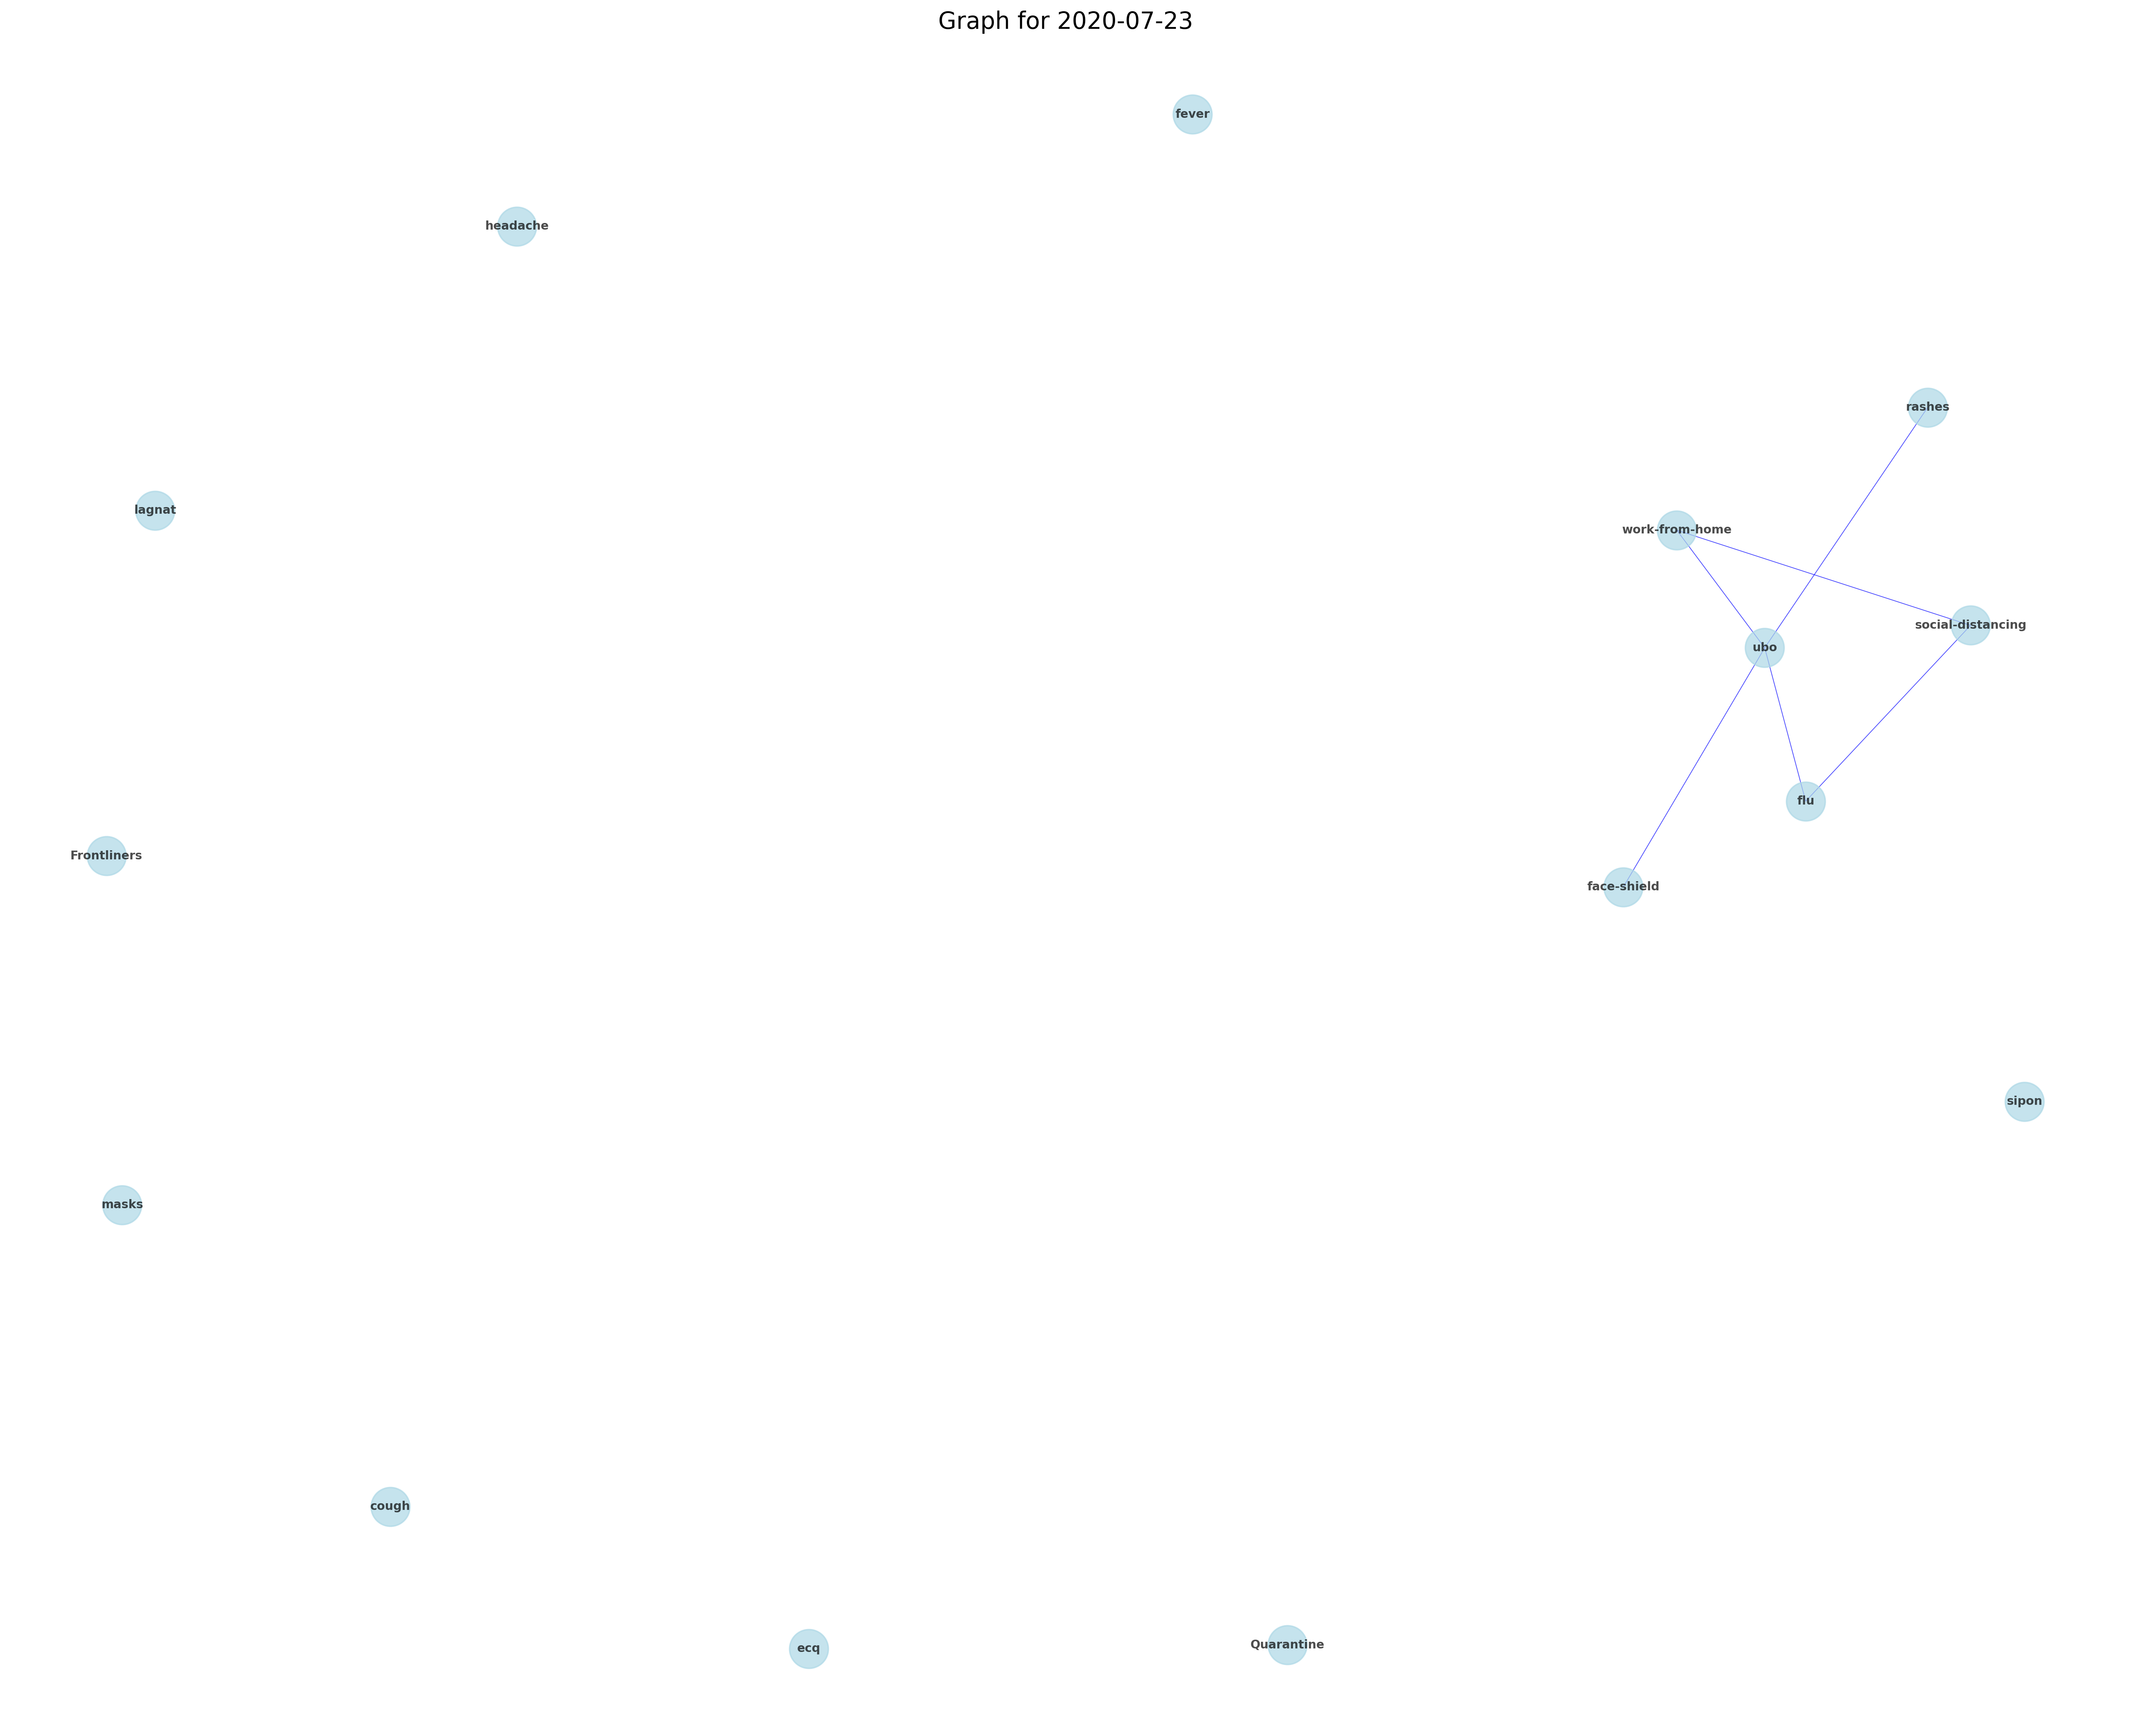 Graph for 2020-07-23
fever
headache
rashes
lagnat
work-from-home
social-distancing
ubo
flu
Frontliners
face-shield
sipon
masks
cough
ecq
Quarantine